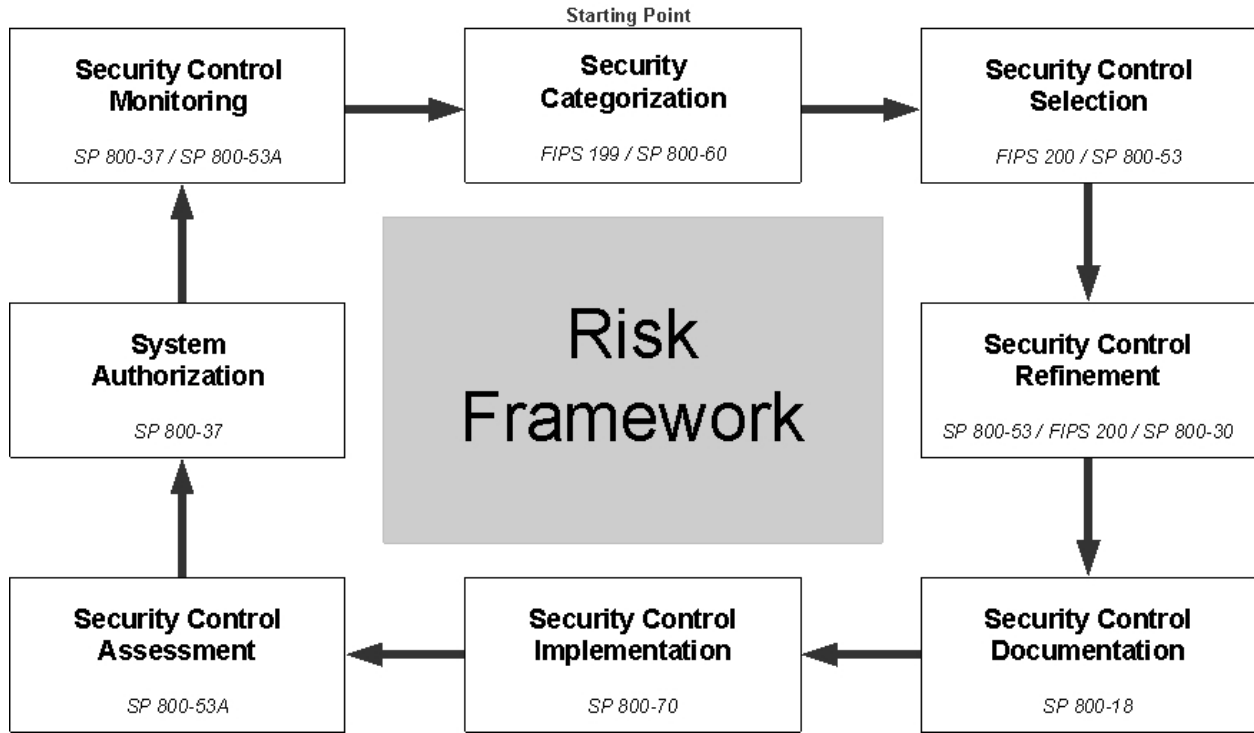 Starting Point
Security Control
Monitoring
SP 800-37 / SP 800-53A
Security
Categorization
FIPS 199 / SP 800-60
Security Control
Selection
FIPS 200 / SP 800-53
Security Control
Refinement
SP 800-53 / FIPS 200 / SP 800-30
Security Control
Documentation
SP 800-18
Security Control
Implementation
SP 800-70
Security Control
Assessment
SP 800-53A
System
Authorization
SP 800-37
Risk
Framework